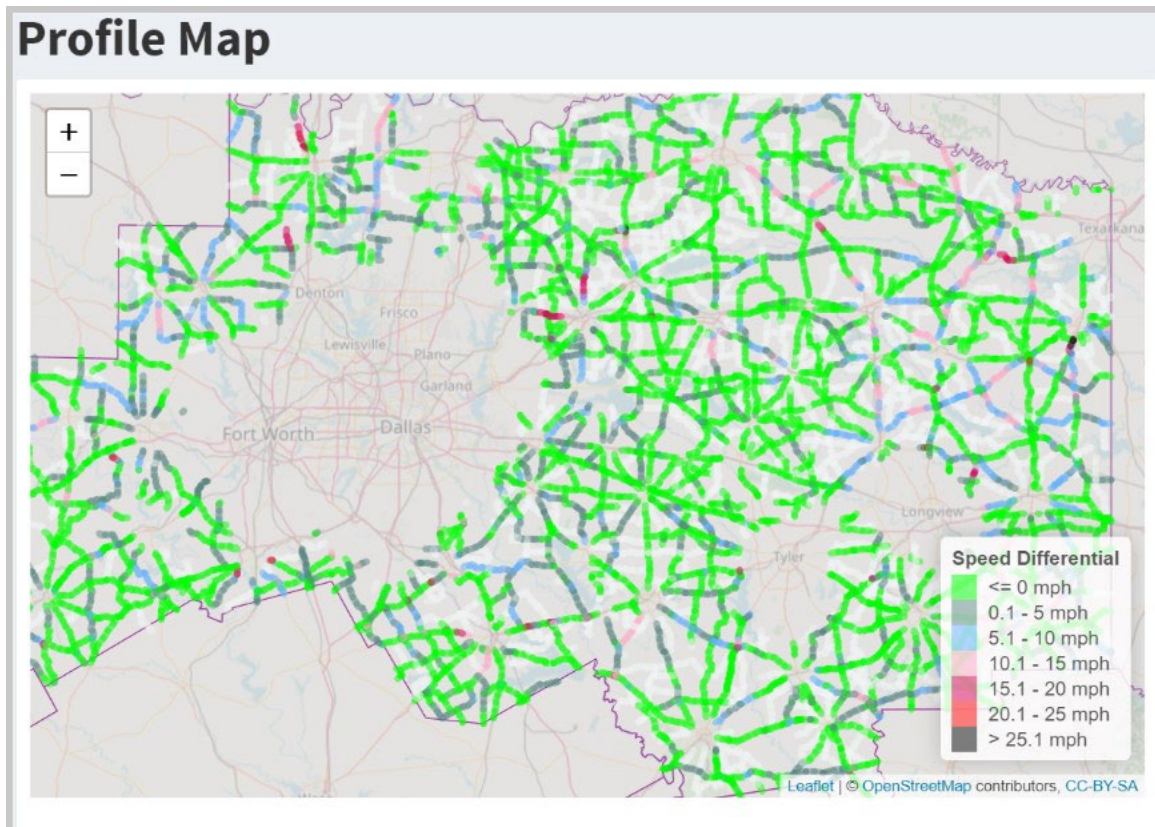 Profile Map
+
−
Texarkana
Denton
Frisco
Lewisville
Plano
Garland
Fort Worth
Dallas
Longview
Tyler
Speed Differential
<= 0 mph
0.1 - 5 mph
5.1 - 10 mph
10.1 - 15 mph
15.1 - 20 mph
20.1 - 25 mph
> 25.1 mph
Leaflet | © OpenStreetMap contributors, CC-BY-SA